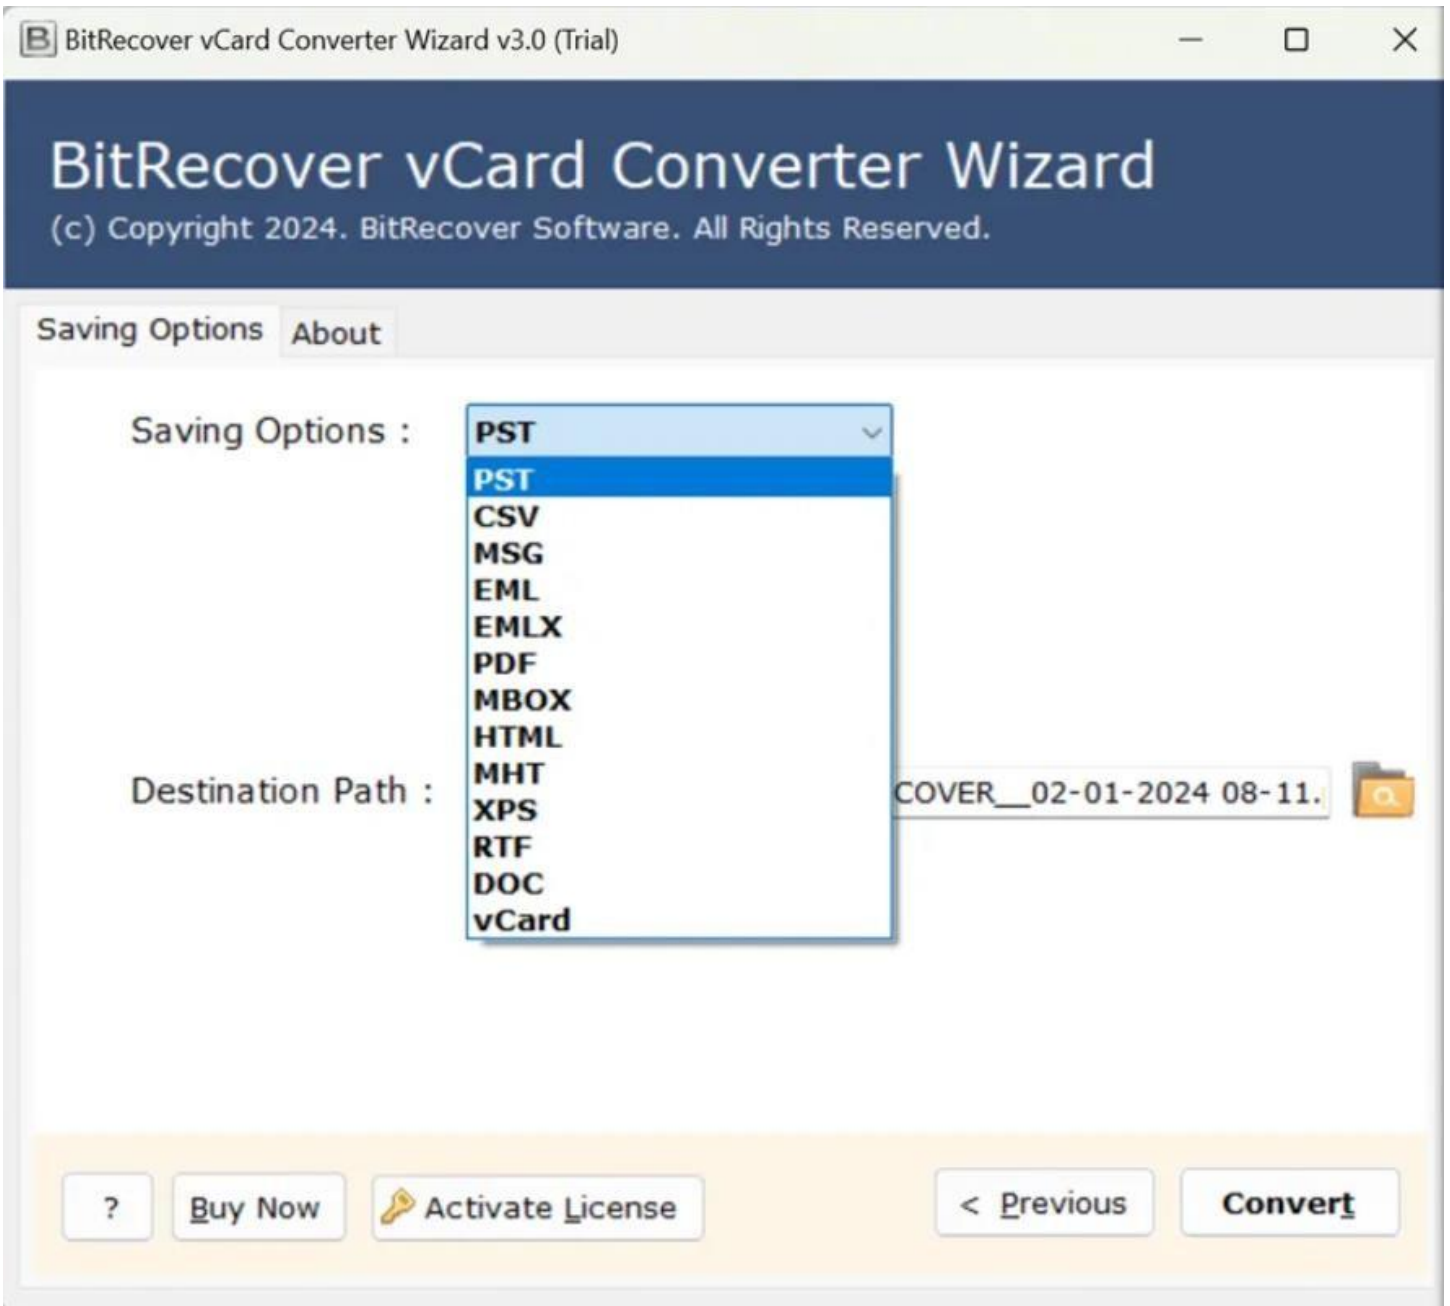 BitRecover vCard Converter Wizard v3.0 (Trial)
BitRecover vCard Converter Wizard
(c) Copyright 2024. BitRecover Software. All Rights Reserved.
Saving Options About
Saving Options : PST
PST
CSV
MSG
EML
EMLX
PDF
MBOX
HTML
MHT
XPS
RTF
DOC
vCard
Destination Path : COVER__02-01-2024 08-11.
? Buy Now Activate License < Previous Convert